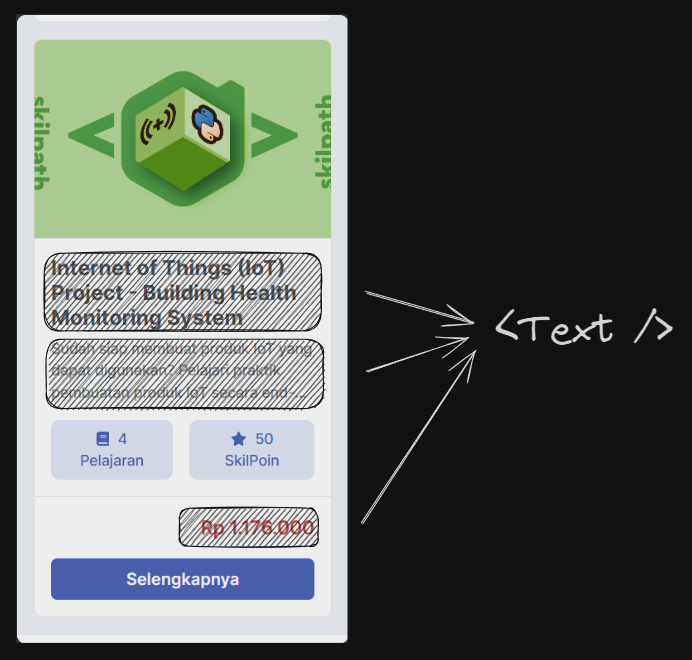 skilpath
skilpath
Internet of Things (IoT)
Project - Building Health
Monitoring System
Sudah siap membuat produk IoT yang
dapat digunakan? Pelajari praktik
pembuatan produk IoT secara end-...
4
Pelajaran
50
SkilPoin
Rp 1.176.000
Selengkapnya
<Text />